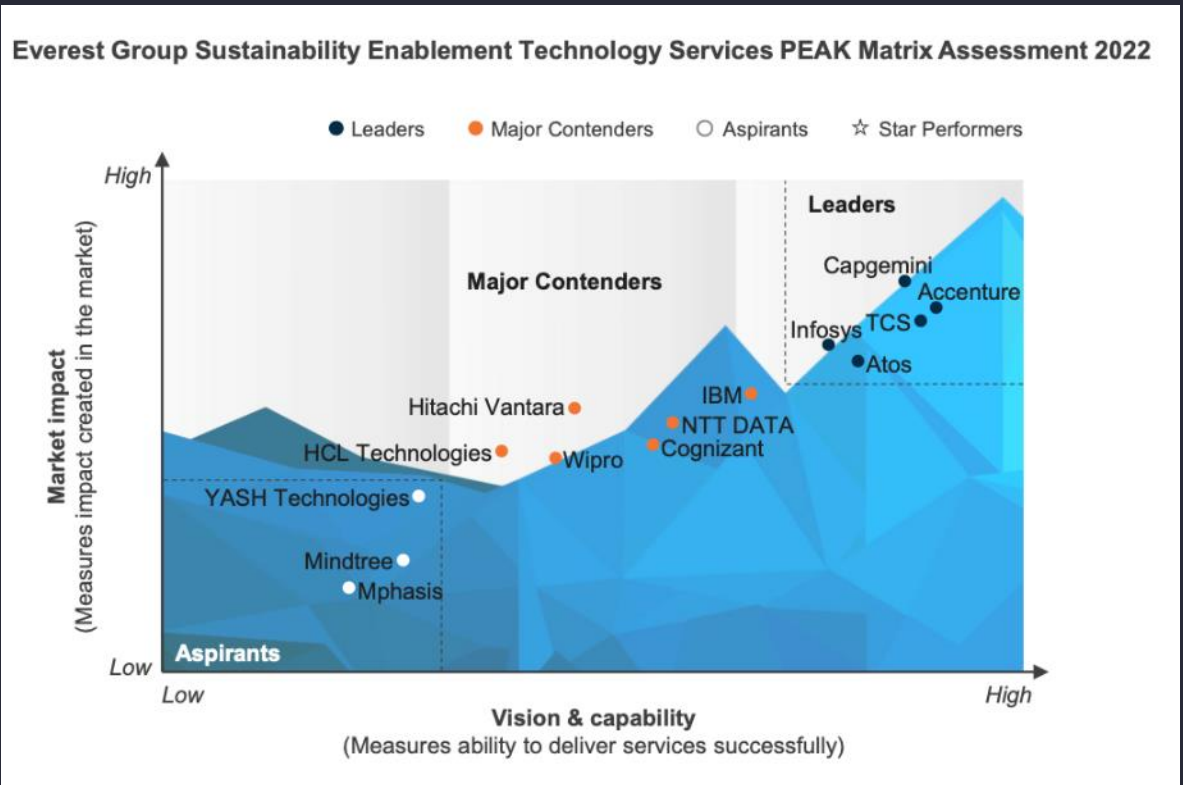 Everest Group Sustainability Enablement Technology Services PEAK Matrix Assessment 2022
Leaders Major Contenders Aspirants ☆ Star Performers
High
Leaders
Capgemini
Major Contenders
Accenture
Infosys TCS
Atos
IBM
Hitachi Vantara
NTT DATA
Cognizant
HCL Technologies
Wipro
YASH Technologies
Mindtree
Mphasis
Aspirants
Market impact
(Measures impact created in the market)
Low
Low
High
Vision & capability
(Measures ability to deliver services successfully)